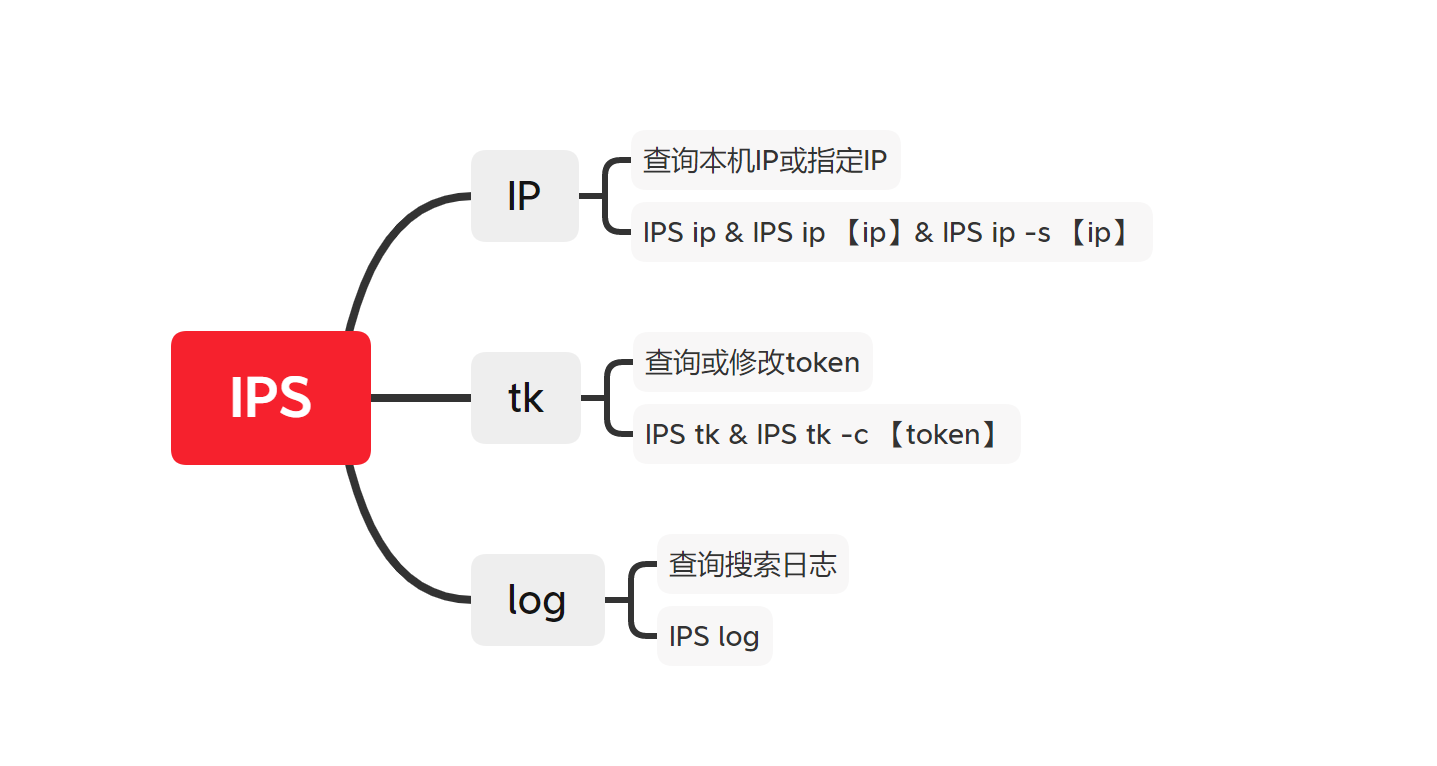 IPS
IP
查询本机IP或指定IP
IPS ip & IPS ip 【ip】& IPS ip -s 【ip】
tk
查询或修改token
IPS tk & IPS tk -c 【token】
log
查询搜索日志
IPS log